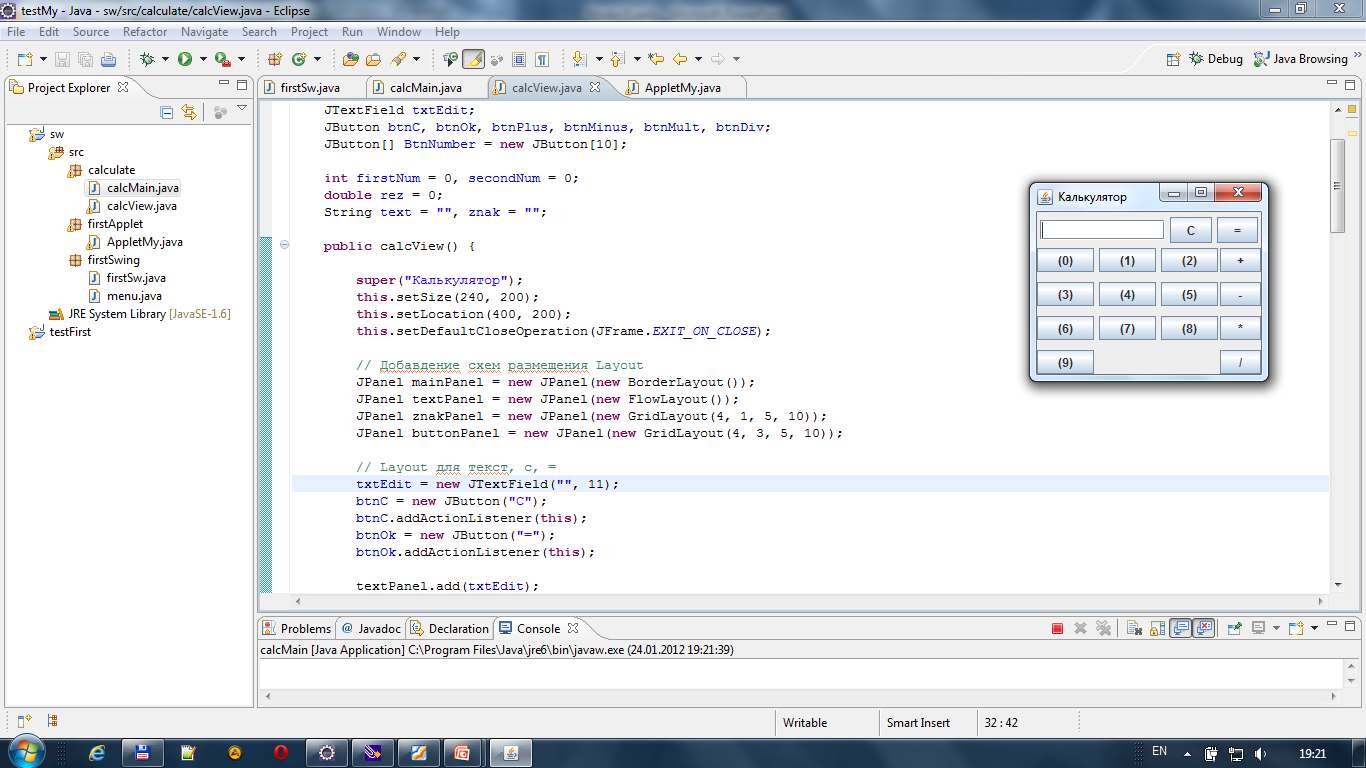 testMy - Java - sw/src/calculate/calcView.java - Eclipse
File Edit Source Refactor Navigate Search Project Run Window Help
Debug Java Browsing
Project Explorer
sw
src
calculate
calcMain.java
calcView.java
firstApplet
AppletMy.java
firstSwing
firstSw.java
menu.java
JRE System Library [JavaSE-1.6]
testFirst
firstSw.java calcMain.java calcView.java AppletMy.java
JTextField txtEdit;
JButton btnC, btnOk, btnPlus, btnMinus, btnMult, btnDiv;
JButton[] BtnNumber = new JButton[10];
int firstNum = 0, secondNum = 0;
double rez = 0;
String text = "", znak = "";
public calcView() {
super("Калькулятор");
this.setSize(240, 200);
this.setLocation(400, 200);
this.setDefaultCloseOperation(JFrame.EXIT_ON_CLOSE);
// Добавдение схем размещения Layout
JPanel mainPanel = new JPanel(new BorderLayout());
JPanel textPanel = new JPanel(new FlowLayout());
JPanel znakPanel = new JPanel(new GridLayout(4, 1, 5, 10));
JPanel buttonPanel = new JPanel(new GridLayout(4, 3, 5, 10));
// Layout для текст, с, =
txtEdit = new JTextField("", 11);
btnC = new JButton("C");
btnC.addActionListener(this);
btnOk = new JButton("=");
btnOk.addActionListener(this);
textPanel.add(txtEdit);
Калькулятор
C =
(0) (1) (2) +
(3) (4) (5) -
(6) (7) (8) *
(9) /
Problems @ Javadoc Declaration Console
calcMain [Java Application] C:\Program Files\Java\jre6\bin\javaw.exe (24.01.2012 19:21:39)
Writable Smart Insert 32 : 42
EN 19:21